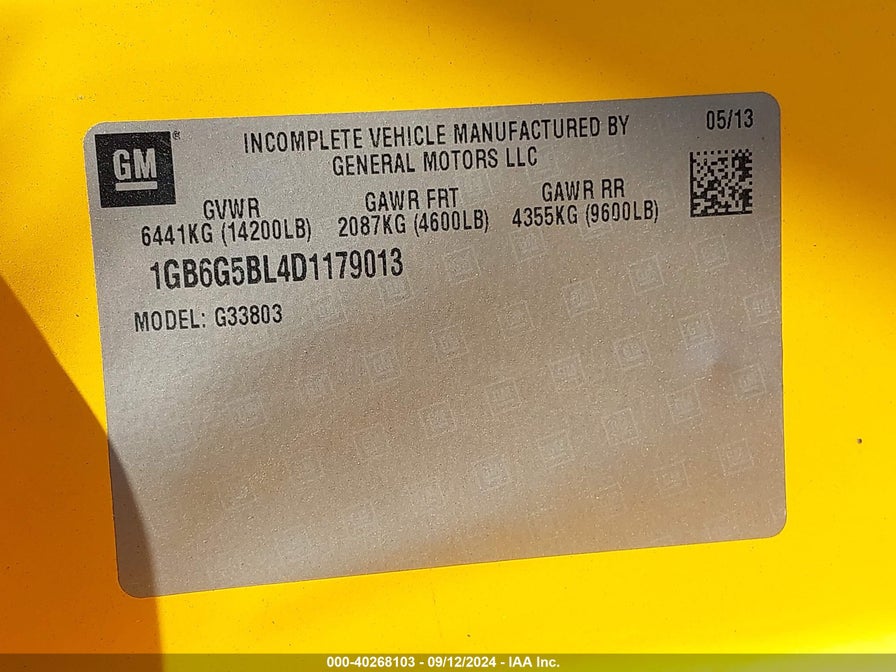 GM®
INCOMPLETE VEHICLE MANUFACTURED BY
GENERAL MOTORS LLC
05/13
GVWR
6441KG (14200LB)
GAWR FRT
2087KG (4600LB)
GAWR RR
4355KG (9600LB)
1GB6G5BL4D1179013
MODEL: G33803
000-40268103 - 09/12/2024 - IAA Inc.